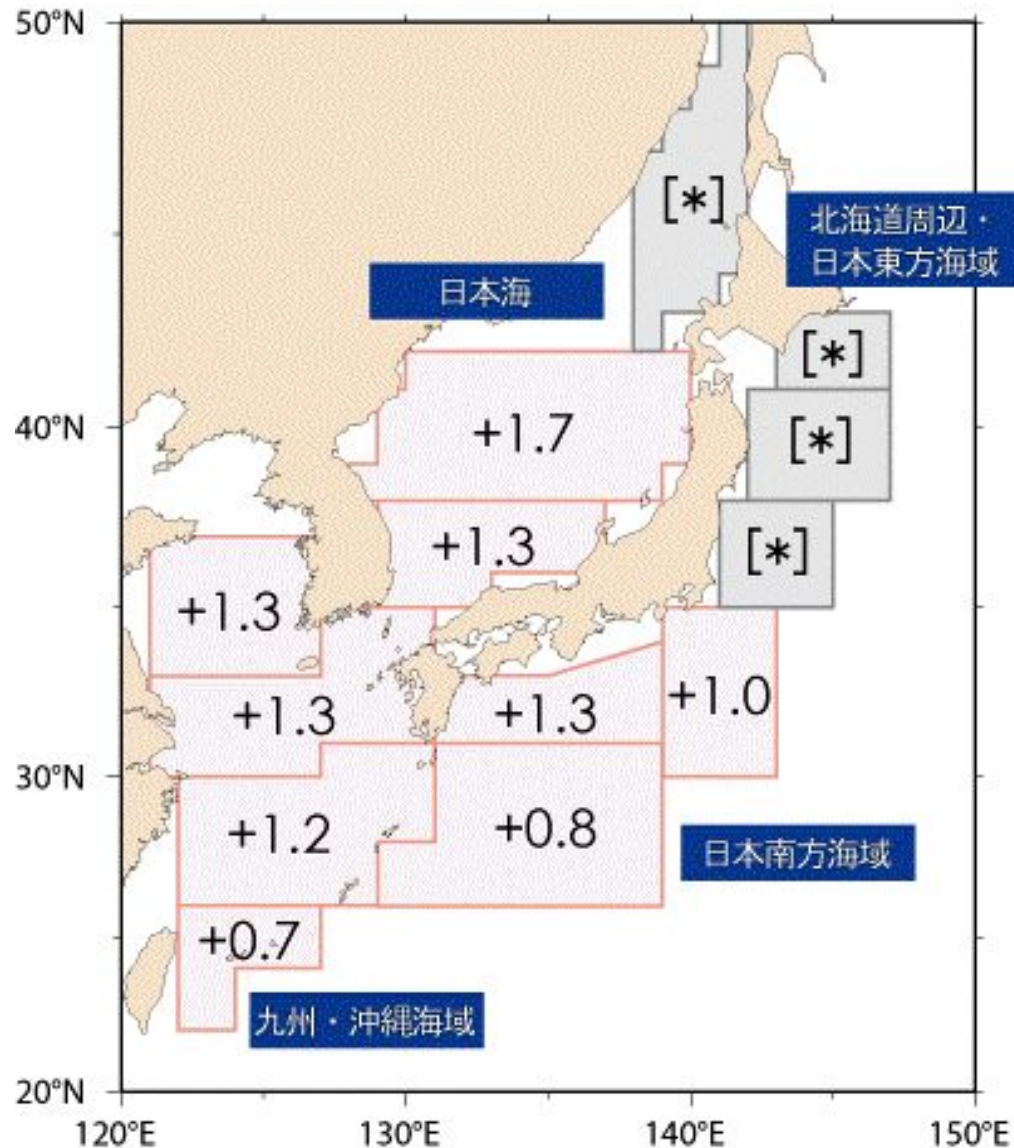 50°N
[*]
北海道周辺・
日本東方海域
日本海
[*]
+1.7
40°N
[*]
+1.3
[*]
+1.3
+1.0
+1.3
+1.3
30°N
+1.2
+0.8
日本南方海域
+0.7
九州・沖縄海域
20°N
120°E
130°E
140°E
150°E